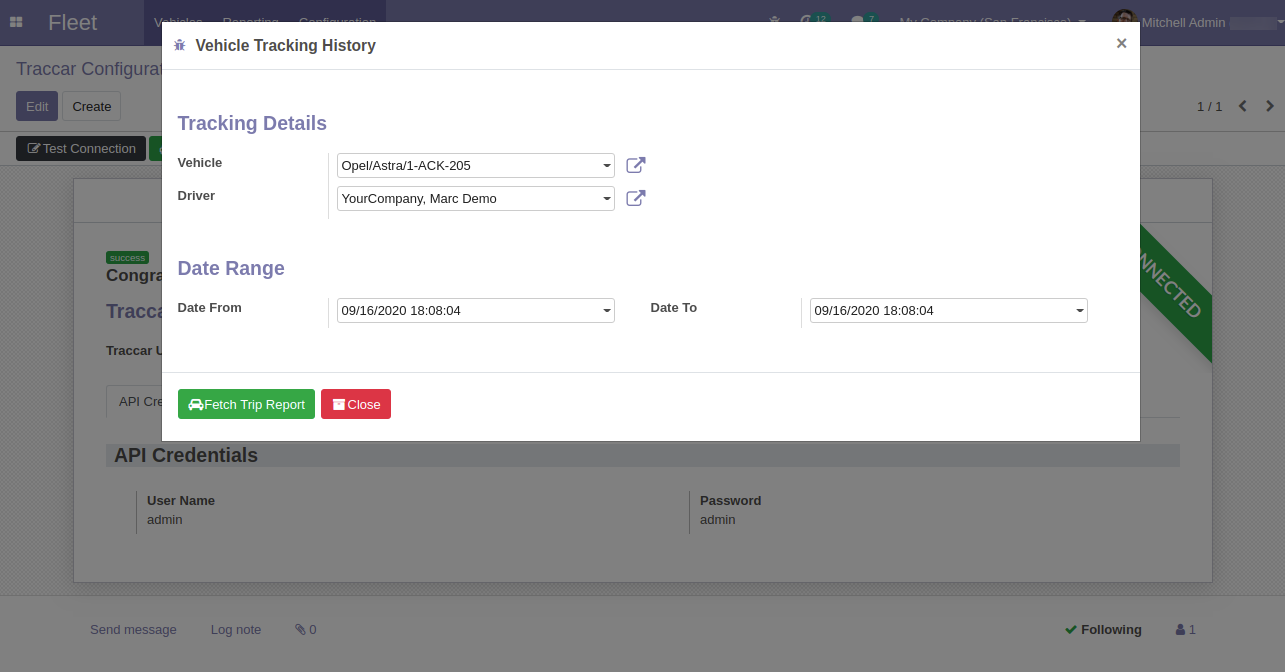 Fleet Vehicles Reporting Configuration 12 7 My Company (San Francisco) Mitchell Admin
Vehicle Tracking History ×
Traccar Configurat
Edit Create 1 / 1
Test Connection
Tracking Details
Vehicle Opel/Astra/1-ACK-205
Driver YourCompany, Marc Demo
success
Congra
NNECTED
Date Range
Date From 09/16/2020 18:08:04 Date To 09/16/2020 18:08:04
Tracca
Traccar U
API Cre
Fetch Trip Report Close
API Credentials
User Name Password
admin admin
Send message Log note 0 Following 1